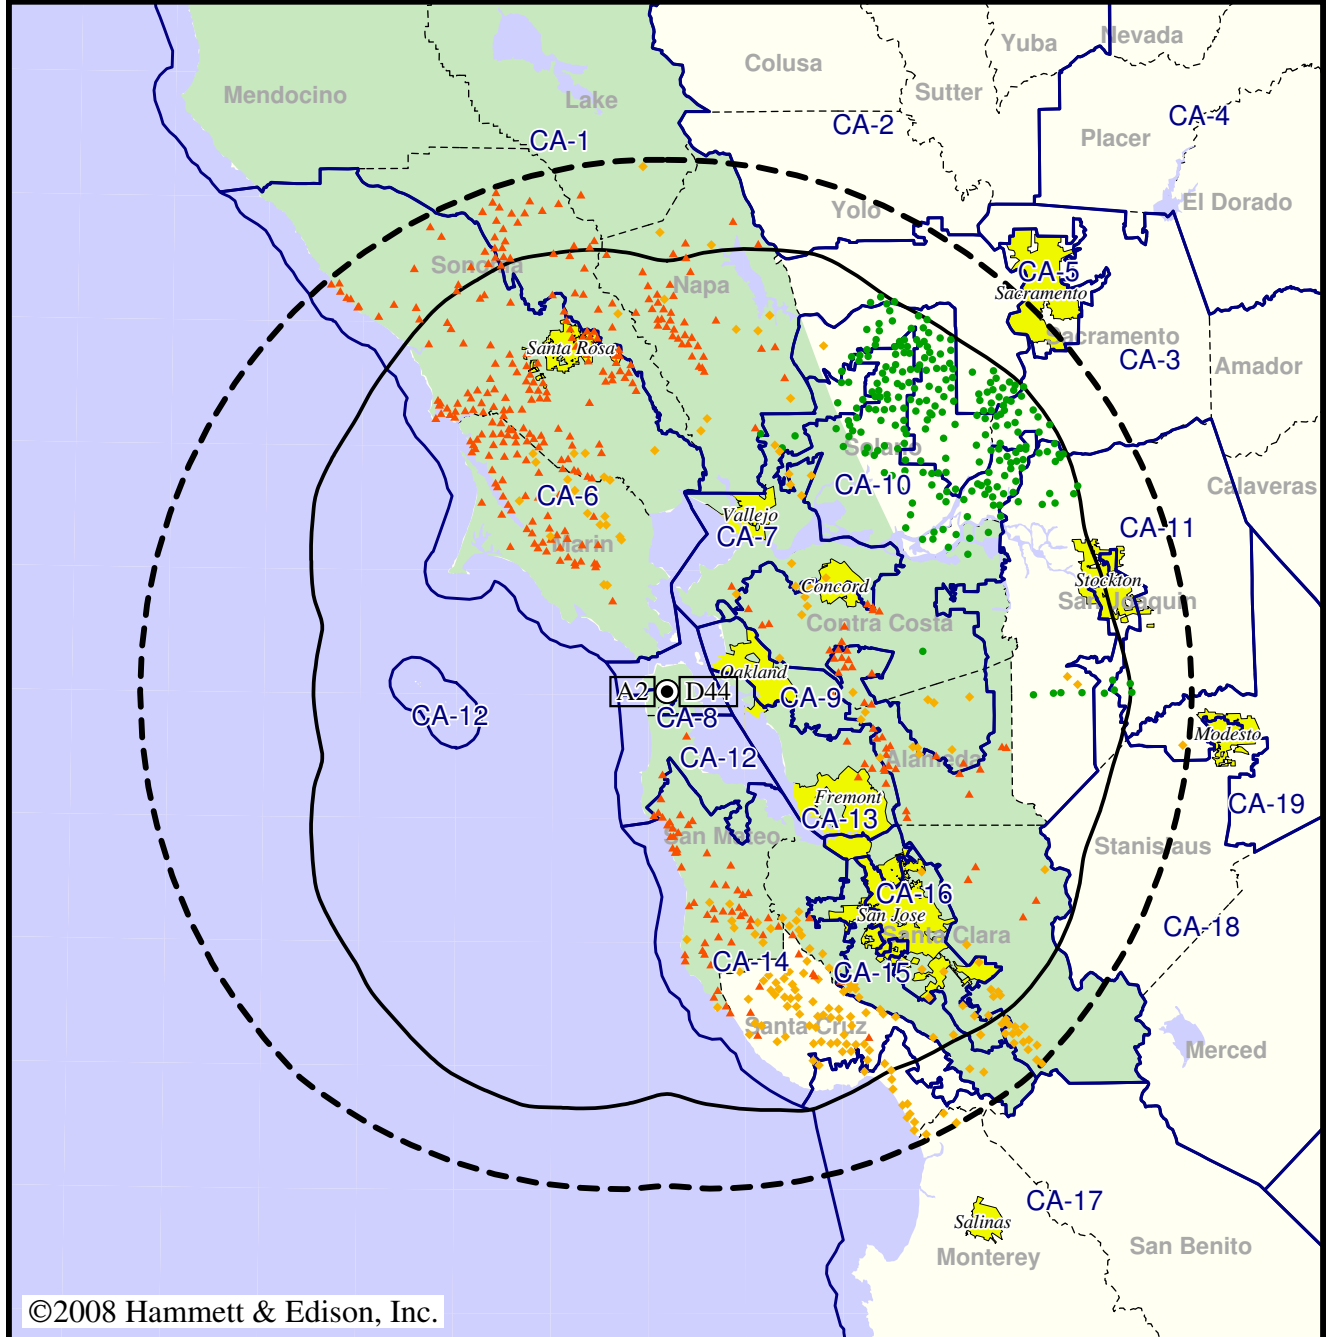 Nevada
Yuba
Colusa
Sutter
Mendocino
Lake
CA-4
CA-2
Placer
CA-1
El Dorado
Yolo
CA-3
Sonoma
CA-5
Napa
Sacramento
Sacramento
Santa Rosa
CA-3
Amador
Solano
CA-10
Calaveras
CA-6
Vallejo
CA-11
CA-7
Marin
Stockton
Concord
San Joaquin
Contra Costa
Oakland
A2
D44
CA-9
CA-12
CA-8
Modesto
CA-12
Alameda
Fremont
CA-19
CA-13
San Mateo
Stanislaus
CA-16
San Jose
CA-18
Santa Clara
CA-14
CA-15
Santa Cruz
Merced
CA-17
Salinas
San Benito
Monterey
©2008 Hammett & Edison, Inc.